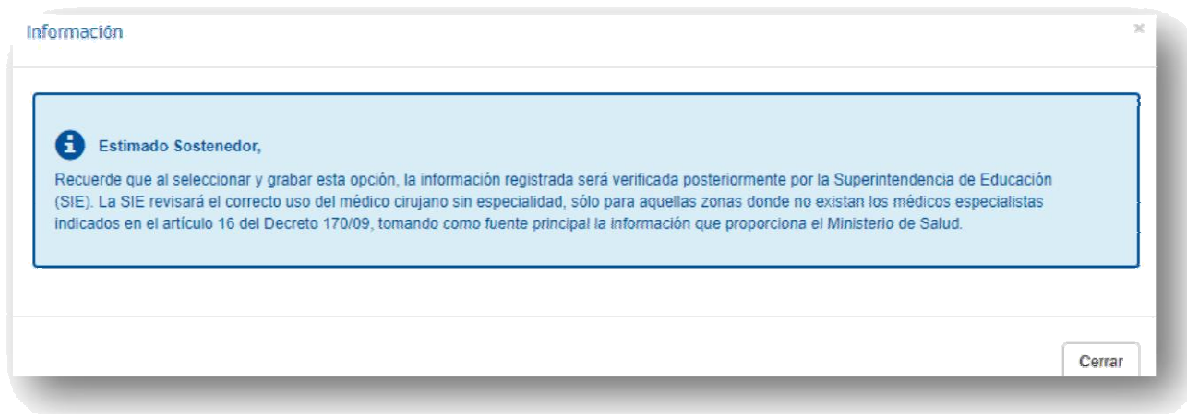 Información
×
Estimado Sostenedor,
Recuerde que al seleccionar y grabar esta opción, la información registrada será verificada posteriormente por la Superintendencia de Educación
(SIE). La SIE revisará el correcto uso del médico cirujano sin especialidad, sólo para aquellas zonas donde no existan los médicos especialistas
indicados en el artículo 16 del Decreto 170/09, tomando como fuente principal la información que proporciona el Ministerio de Salud.
Cerrar